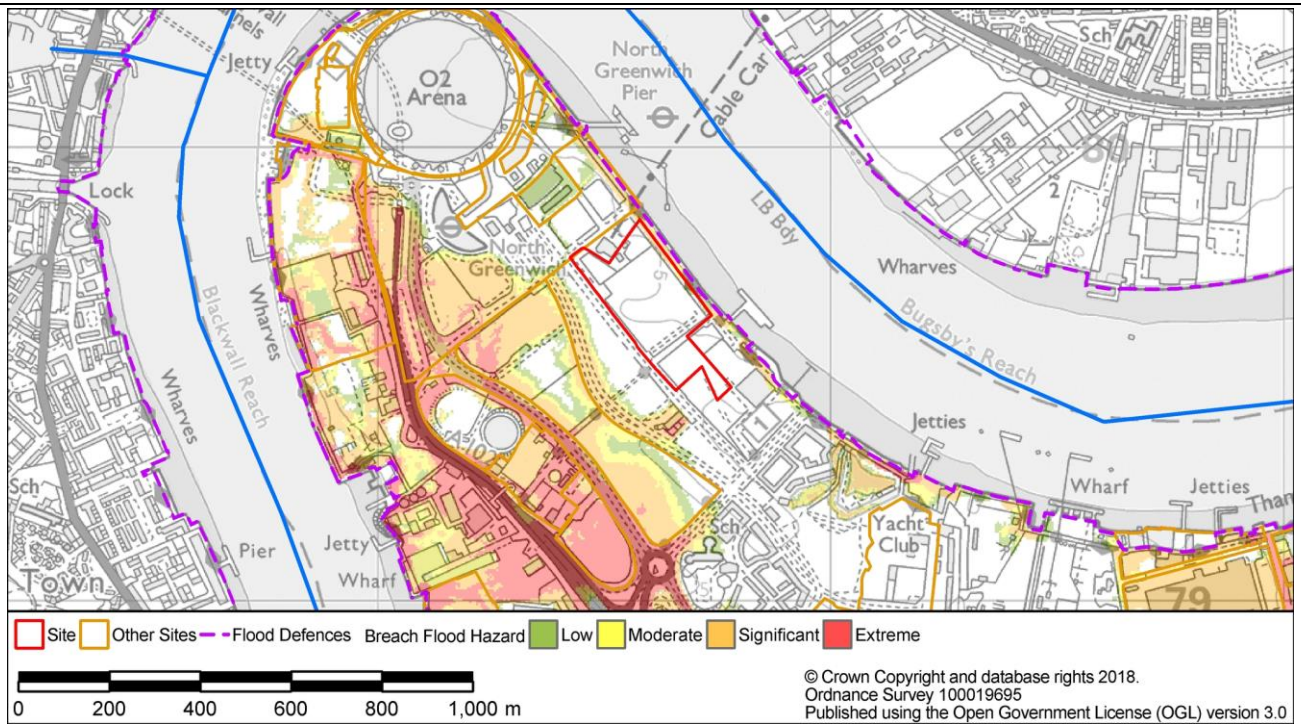 Jetty
O2
Arena
North
Greenwich
Pier
Cable Car
Sch
80
2
Lock
Wharves
Blackwall Reach
North
Greenwich
5
LB Bdy
Wharves
Bugsby's Reach
Wharves
1
Jetties
Wharf
Jetties
Sch
Yacht
Club
Sch
Pier
Jetty
Wharf
Town
79
Site
Other Sites
Flood Defences
Breach Flood Hazard
Low
Moderate
Significant
Extreme
0 200 400 600 800 1,000 m
© Crown Copyright and database rights 2018.
Ordnance Survey 100019695
Published using the Open Government License (OGL) version 3.0